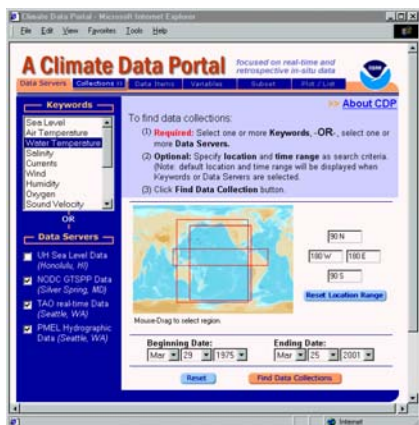 Climate Data Portal - Microsoft Internet Explorer
File Edit View Favorites Tools Help
A Climate Data Portal
focused on real-time and
retrospective in-situ data
NOAA
Data Servers Collections Data Items Variables Subset Plot / List
>> About CDP
Keywords
Sea Level
Air Temperature
Water Temperature
Salinity
Currents
Wind
Humidity
Oxygen
Sound Velocity
OR
Data Servers
UH Sea Level Data
(Honolulu, HI)
NODC GTSPP Data
(Silver Spring, MD)
TAO real-time Data
(Seattle, WA)
PMEL Hydrographic
Data (Seattle, WA)
To find data collections:
(1) Required: Select one or more Keywords, -OR-, select one or
more Data Servers.
(2) Optional: Specify location and time range as search criteria.
(Note: default location and time range will be displayed when
Keywords or Data Servers are selected.
(3) Click Find Data Collection button.
90 N
180 W 180 E
90 S
Reset Location Range
Mouse-Drag to select region.
Beginning Date: Ending Date:
Mar 29 1975 Mar 25 2001
Reset Find Data Collections
Internet